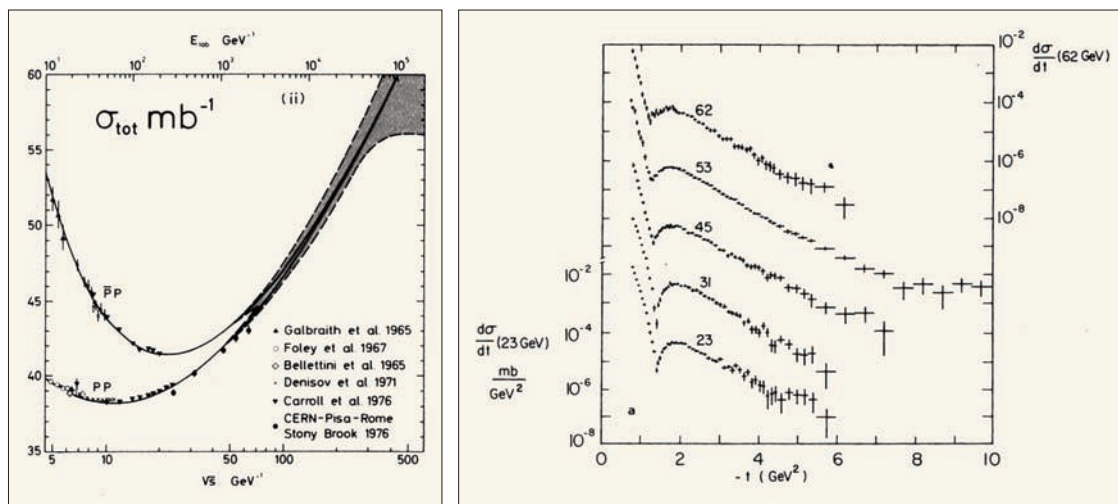 E_lab GeV⁻¹
10¹ 10² 10³ 10⁴ 10⁵
60
σ_tot mb⁻¹
(ii)
55
50
45
p̄p
▲ Galbraith et al. 1965
○ Foley et al. 1967
◇ Bellettini et al. 1965
· Denisov et al. 1971
▼ Carroll et al. 1976
● CERN-Pisa-Rome
Stony Brook 1976
40
PP
35
5 10 50 100 500
√s GeV⁻¹
10⁻²
dσ/dt (62 GeV)
62
10⁻⁴
53
10⁻⁶
45
10⁻⁸
10⁻²
31
dσ/dt (23 GeV)
10⁻⁴
mb/GeV²
23
10⁻⁶
a
10⁻⁸
0 2 4 6 8 10
-t (GeV²)